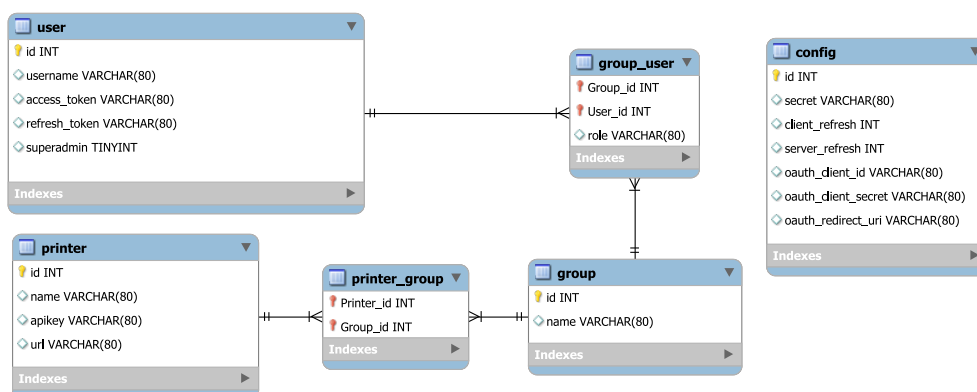 user
id INT
username VARCHAR(80)
access_token VARCHAR(80)
refresh_token VARCHAR(80)
superadmin TINYINT
Indexes
group_user
Group_id INT
User_id INT
role VARCHAR(80)
Indexes
config
id INT
secret VARCHAR(80)
client_refresh INT
server_refresh INT
oauth_client_id VARCHAR(80)
oauth_client_secret VARCHAR(80)
oauth_redirect_uri VARCHAR(80)
Indexes
printer
id INT
name VARCHAR(80)
apikey VARCHAR(80)
url VARCHAR(80)
Indexes
printer_group
Printer_id INT
Group_id INT
Indexes
group
id INT
name VARCHAR(80)
Indexes